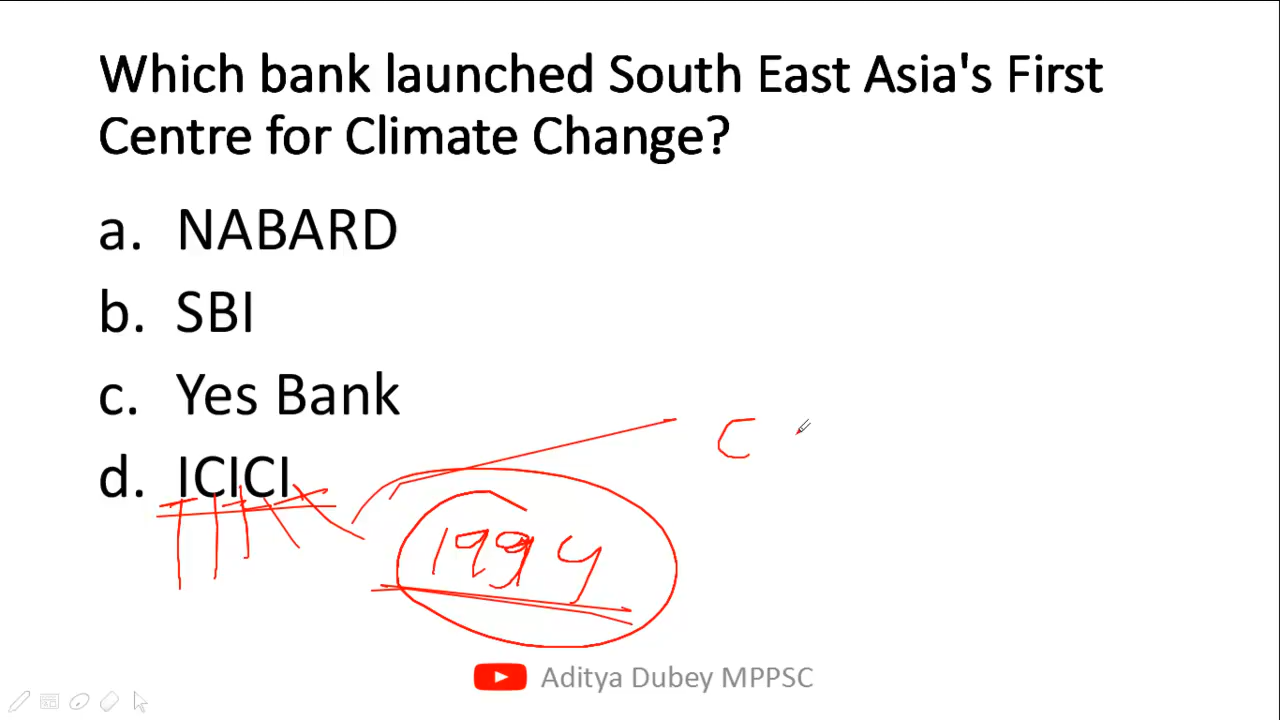 Which bank launched South East Asia's First
Centre for Climate Change?
a. NABARD
b. SBI
c. Yes Bank
d. ICICI
C
1994
Aditya Dubey MPPSC